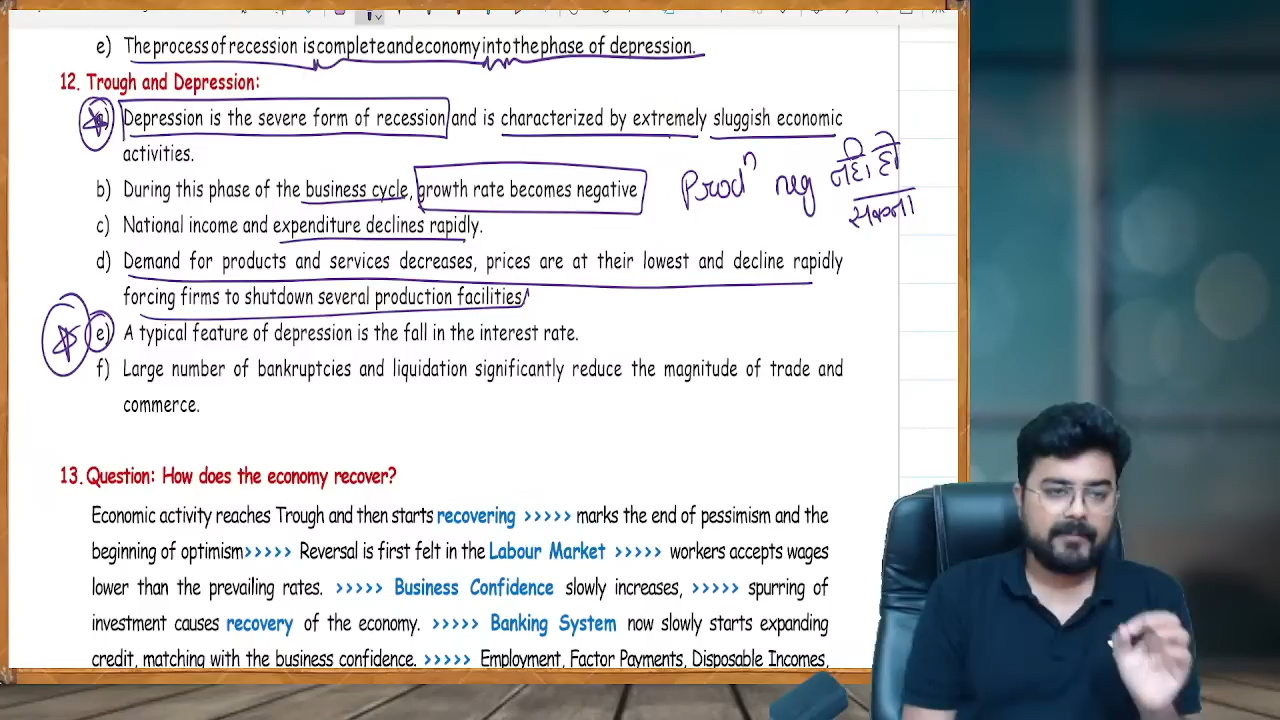 e) The process of recession is complete and economy into the phase of depression.
12. Trough and Depression:
Depression is the severe form of recession and is characterized by extremely sluggish economic
activities.
b) During this phase of the business cycle, growth rate becomes negative
Prodⁿ neg नहीं हो
सकता
c) National income and expenditure declines rapidly.
d) Demand for products and services decreases, prices are at their lowest and decline rapidly
forcing firms to shutdown several production facilities
e) A typical feature of depression is the fall in the interest rate.
f) Large number of bankruptcies and liquidation significantly reduce the magnitude of trade and
commerce.
13. Question: How does the economy recover?
Economic activity reaches Trough and then starts recovering >>>>> marks the end of pessimism and the
beginning of optimism>>>>> Reversal is first felt in the Labour Market >>>>> workers accepts wages
lower than the prevailing rates. >>>>> Business Confidence slowly increases, >>>>> spurring of
investment causes recovery of the economy. >>>>> Banking System now slowly starts expanding
credit, matching with the business confidence. >>>>> Employment, Factor Payments, Disposable Incomes,